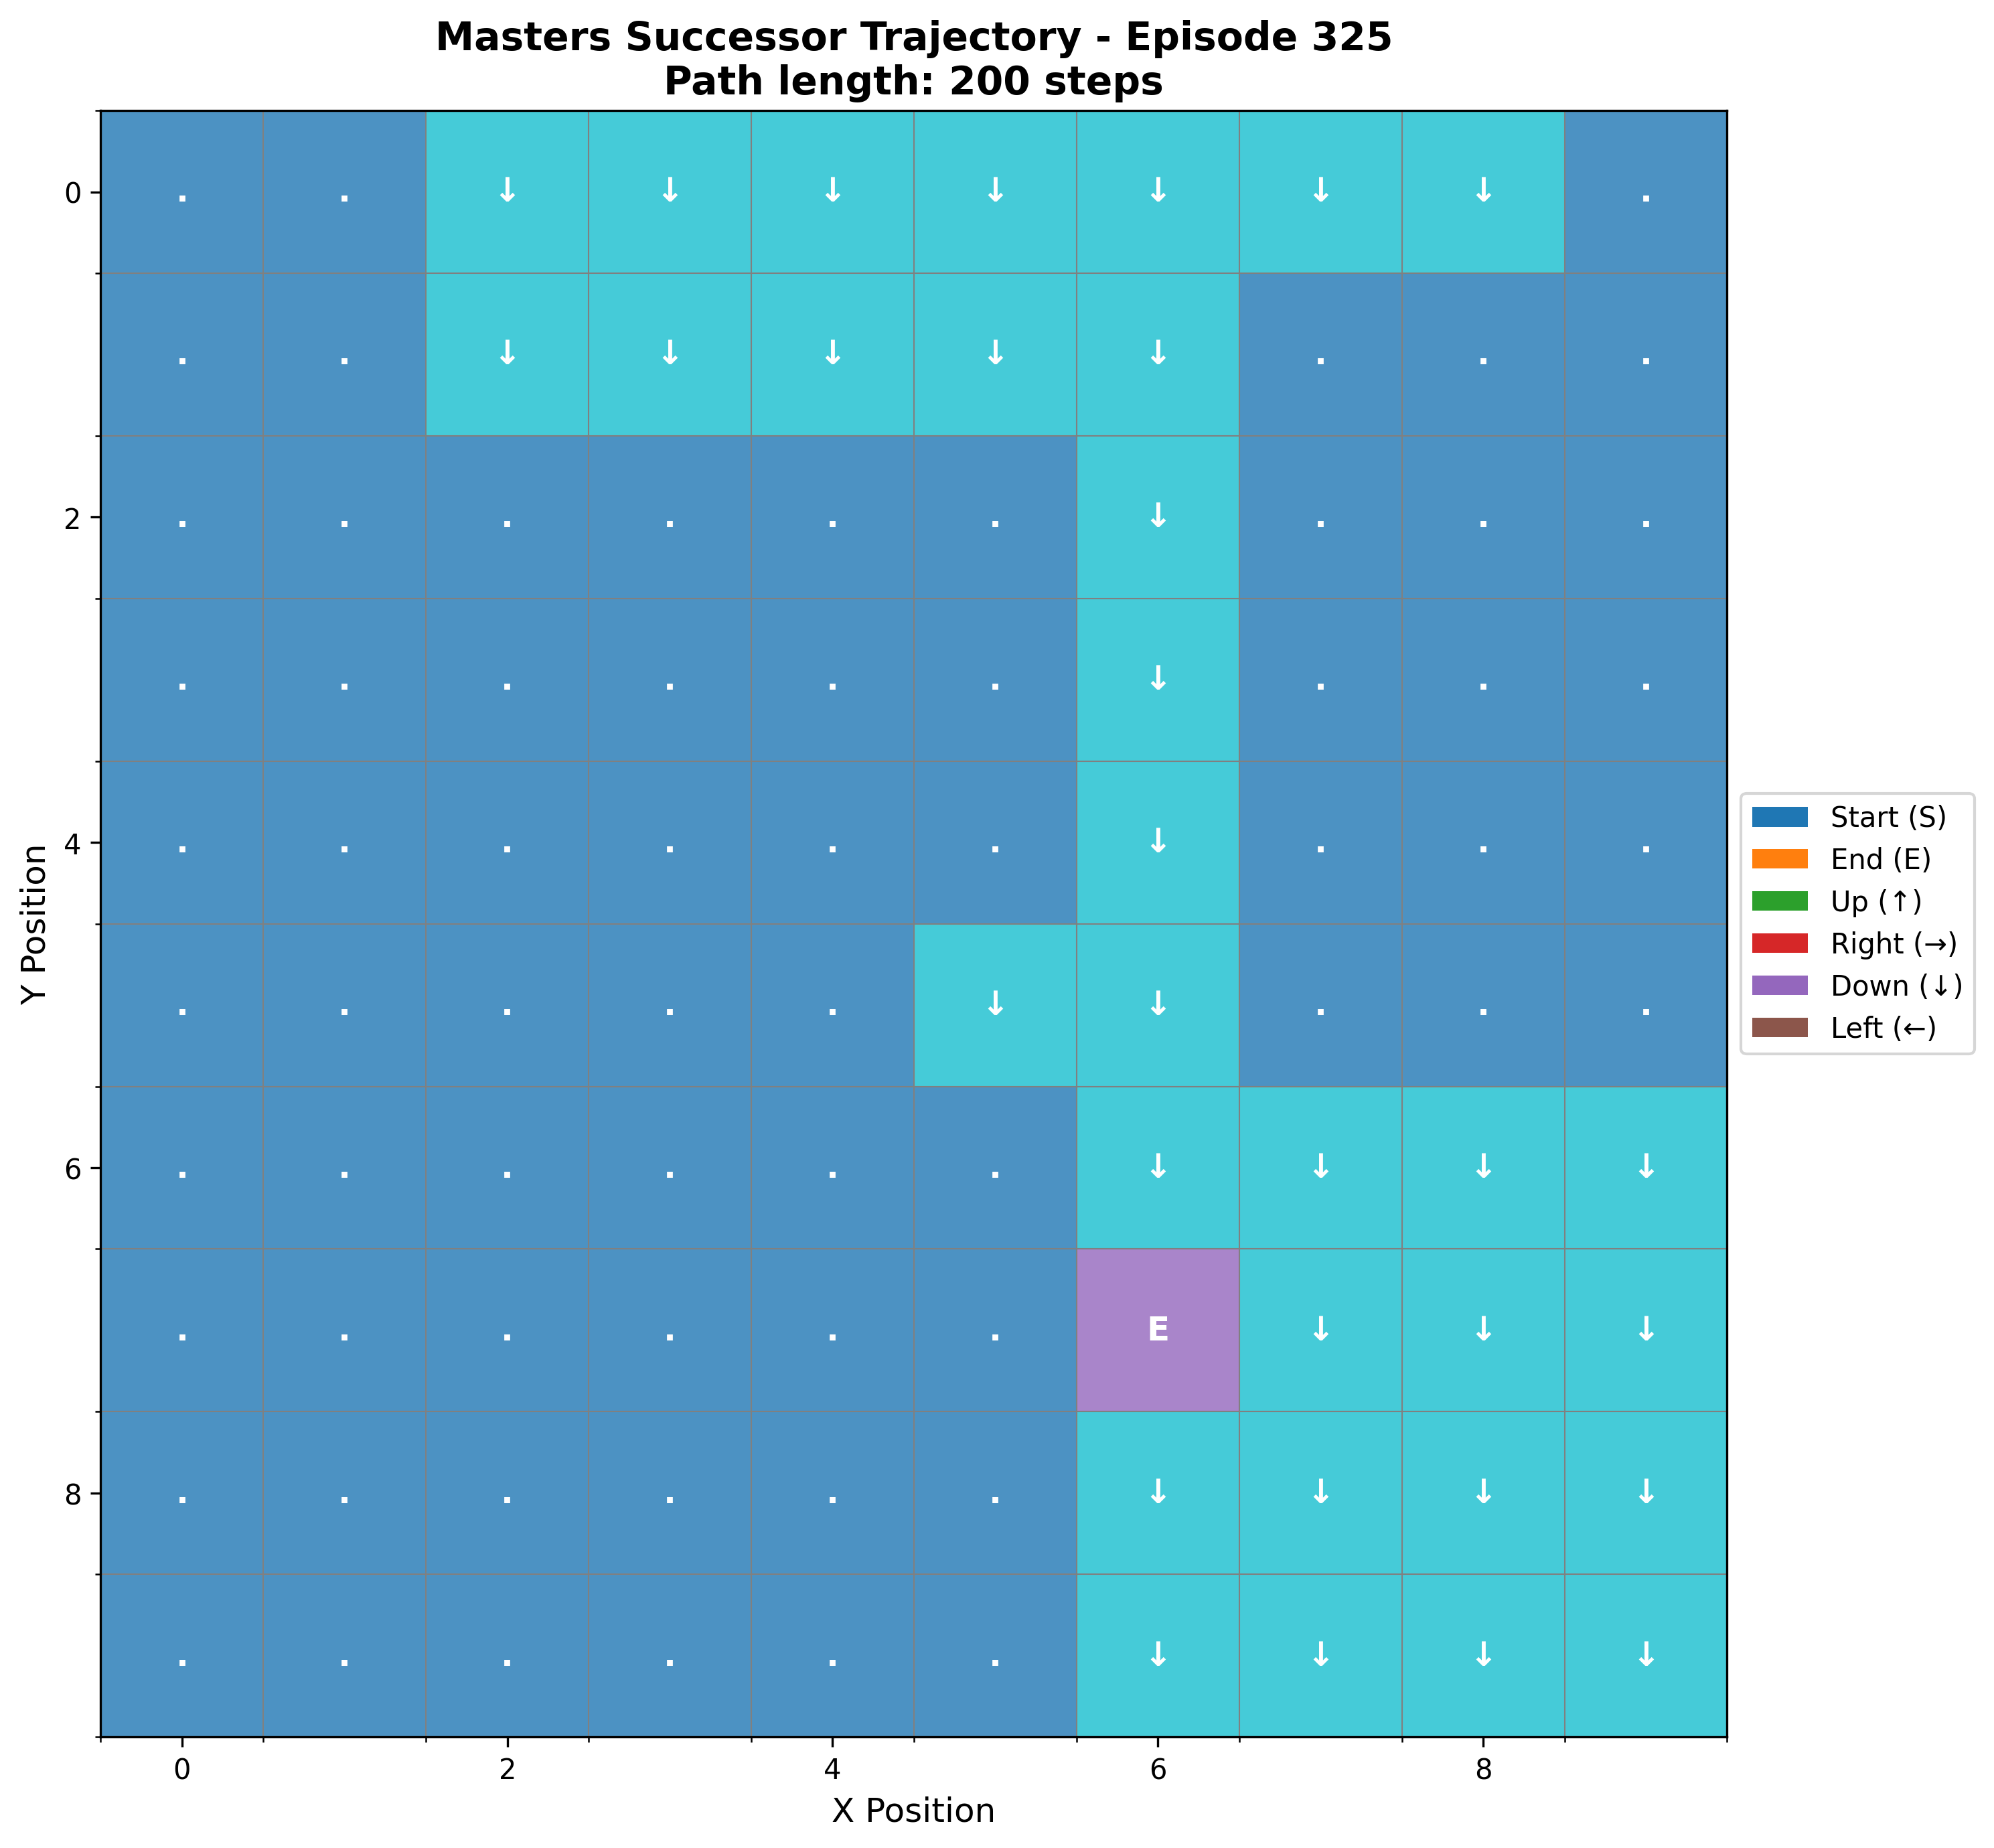 Masters Successor Trajectory - Episode 325
Path length: 200 steps
0 . . ↓ ↓ ↓ ↓ ↓ ↓ ↓ .
. . ↓ ↓ ↓ ↓ ↓ . . .
2 . . . . . . ↓ . . .
. . . . . . ↓ . . .
4 . . . . . . ↓ . . .
. . . . . ↓ ↓ . . .
6 . . . . . . ↓ ↓ ↓ ↓
. . . . . . E ↓ ↓ ↓
8 . . . . . . ↓ ↓ ↓ ↓
. . . . . . ↓ ↓ ↓ ↓
0 2 4 6 8
X Position
Y Position
Start (S)
End (E)
Up (↑)
Right (→)
Down (↓)
Left (←)